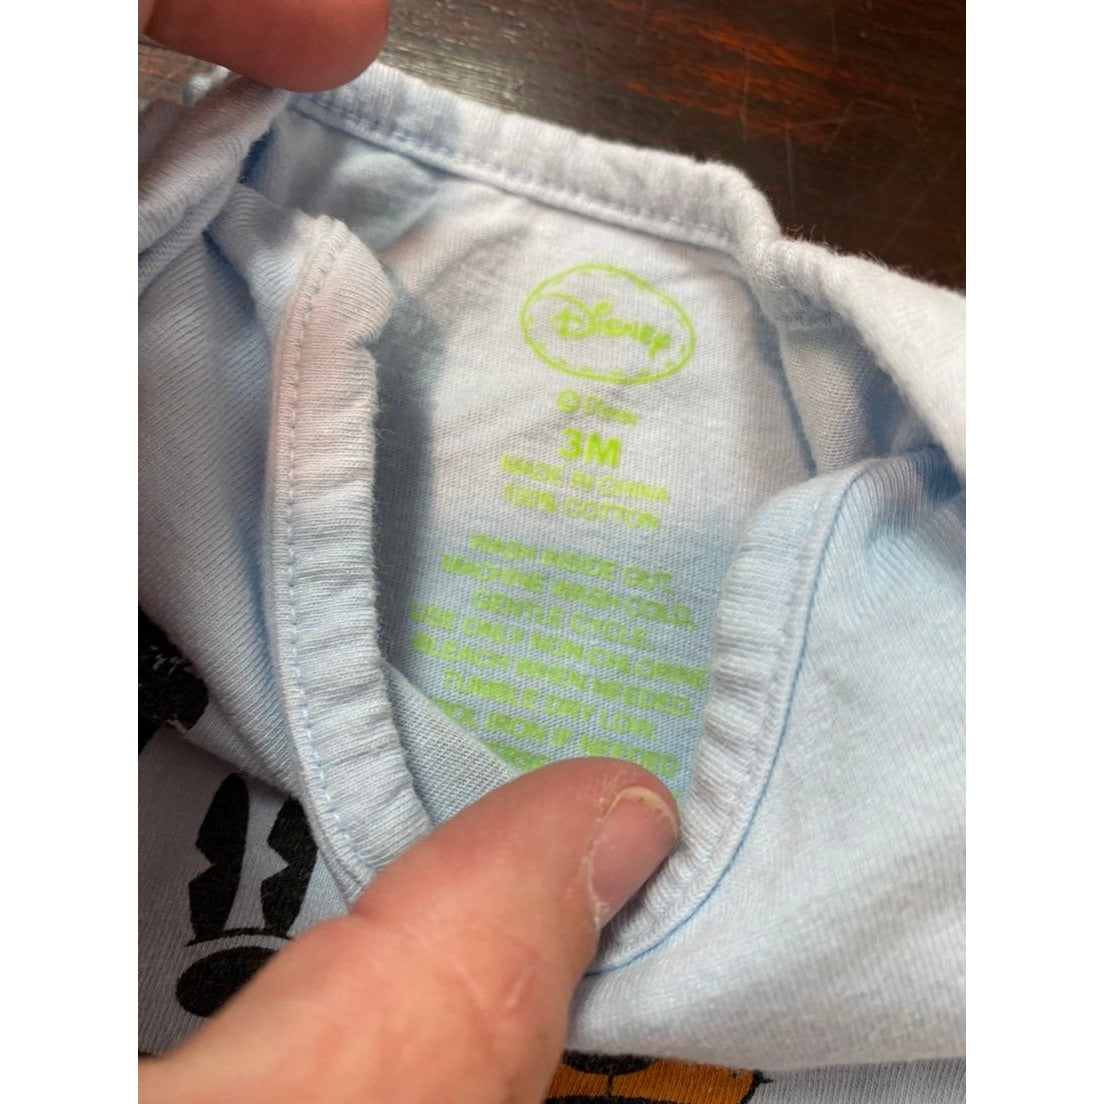 Disney
© Disney
3M
MADE IN CHINA
100% COTTON
WASH INSIDE OUT.
MACHINE WASH COLD,
GENTLE CYCLE.
USE ONLY NON-CHLORINE
BLEACH WHEN NEEDED.
TUMBLE DRY LOW.
OOL IRON IF NEEDED